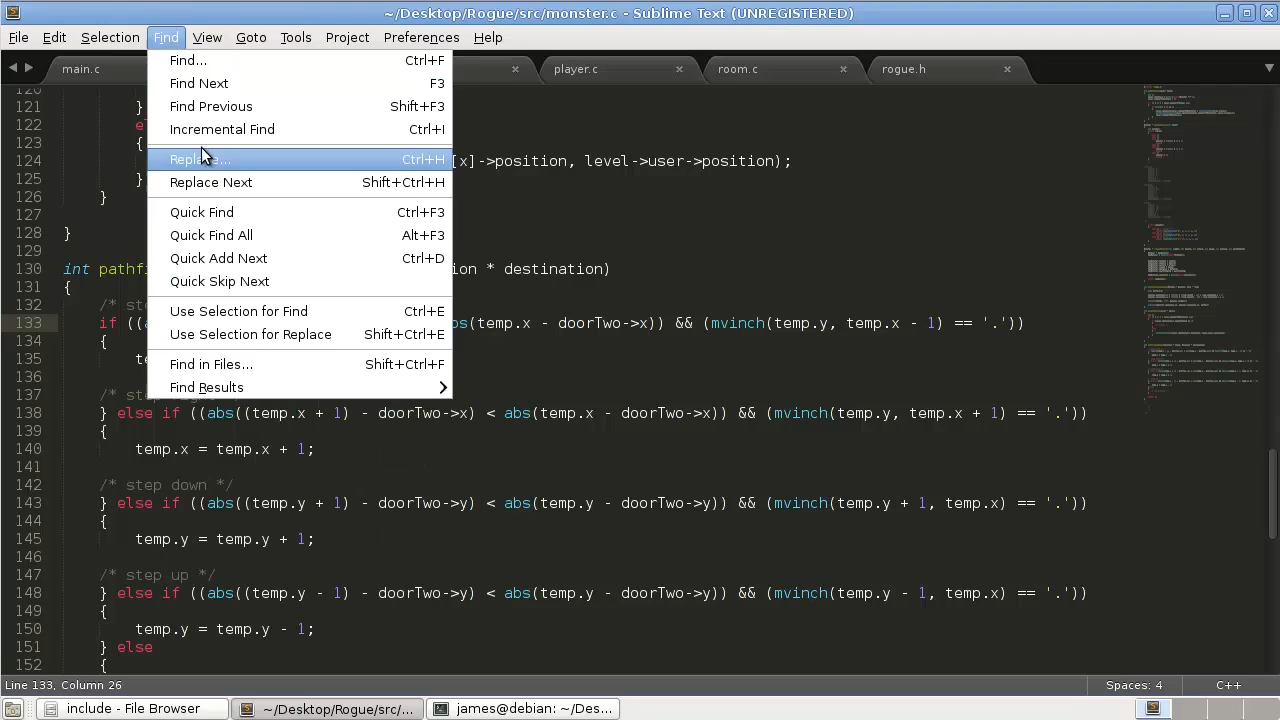 ~/Desktop/Rogue/src/monster.c - Sublime Text (UNREGISTERED)
File Edit Selection Find View Goto Tools Project Preferences Help
main.c × player.c × room.c × rogue.h ×
Find... Ctrl+F
Find Next F3
Find Previous Shift+F3
Incremental Find Ctrl+I
Replace... Ctrl+H
Replace Next Shift+Ctrl+H
Quick Find Ctrl+F3
Quick Find All Alt+F3
Quick Add Next Ctrl+D
Quick Skip Next
Use Selection for Find Ctrl+E
Use Selection for Replace Shift+Ctrl+E
Find in Files... Shift+Ctrl+F
Find Results
120
121 }
122 el
123 {
124 [x]->position, level->user->postion);
125 }
126 }
127
128 }
129
130 int pathfi * destination)
131 {
132 /* st
133 if ((a temp.x - doorTwo->x) && (mvinch(temp.y, temp.x - 1) == '.'))
134 {
135 te
136
137 /* st
138 } else if ((abs((temp.x + 1) - doorTwo->x) < abs(temp.x - doorTwo->x)) && (mvinch(temp.y, temp.x + 1) == '.'))
139 {
140 temp.x = temp.x + 1;
141
142 /* step down */
143 } else if ((abs((temp.y + 1) - doorTwo->y) < abs(temp.y - doorTwo->y)) && (mvinch(temp.y + 1, temp.x) == '.'))
144 {
145 temp.y = temp.y + 1;
146
147 /* step up */
148 } else if ((abs((temp.y - 1) - doorTwo->y) < abs(temp.y - doorTwo->y)) && (mvinch(temp.y - 1, temp.x) == '.'))
149 {
150 temp.y = temp.y - 1;
151 } else
152 {
Line 133, Column 26 Spaces: 4 C++
include - File Browser ~/Desktop/Rogue/src/... james@debian: ~/Des...